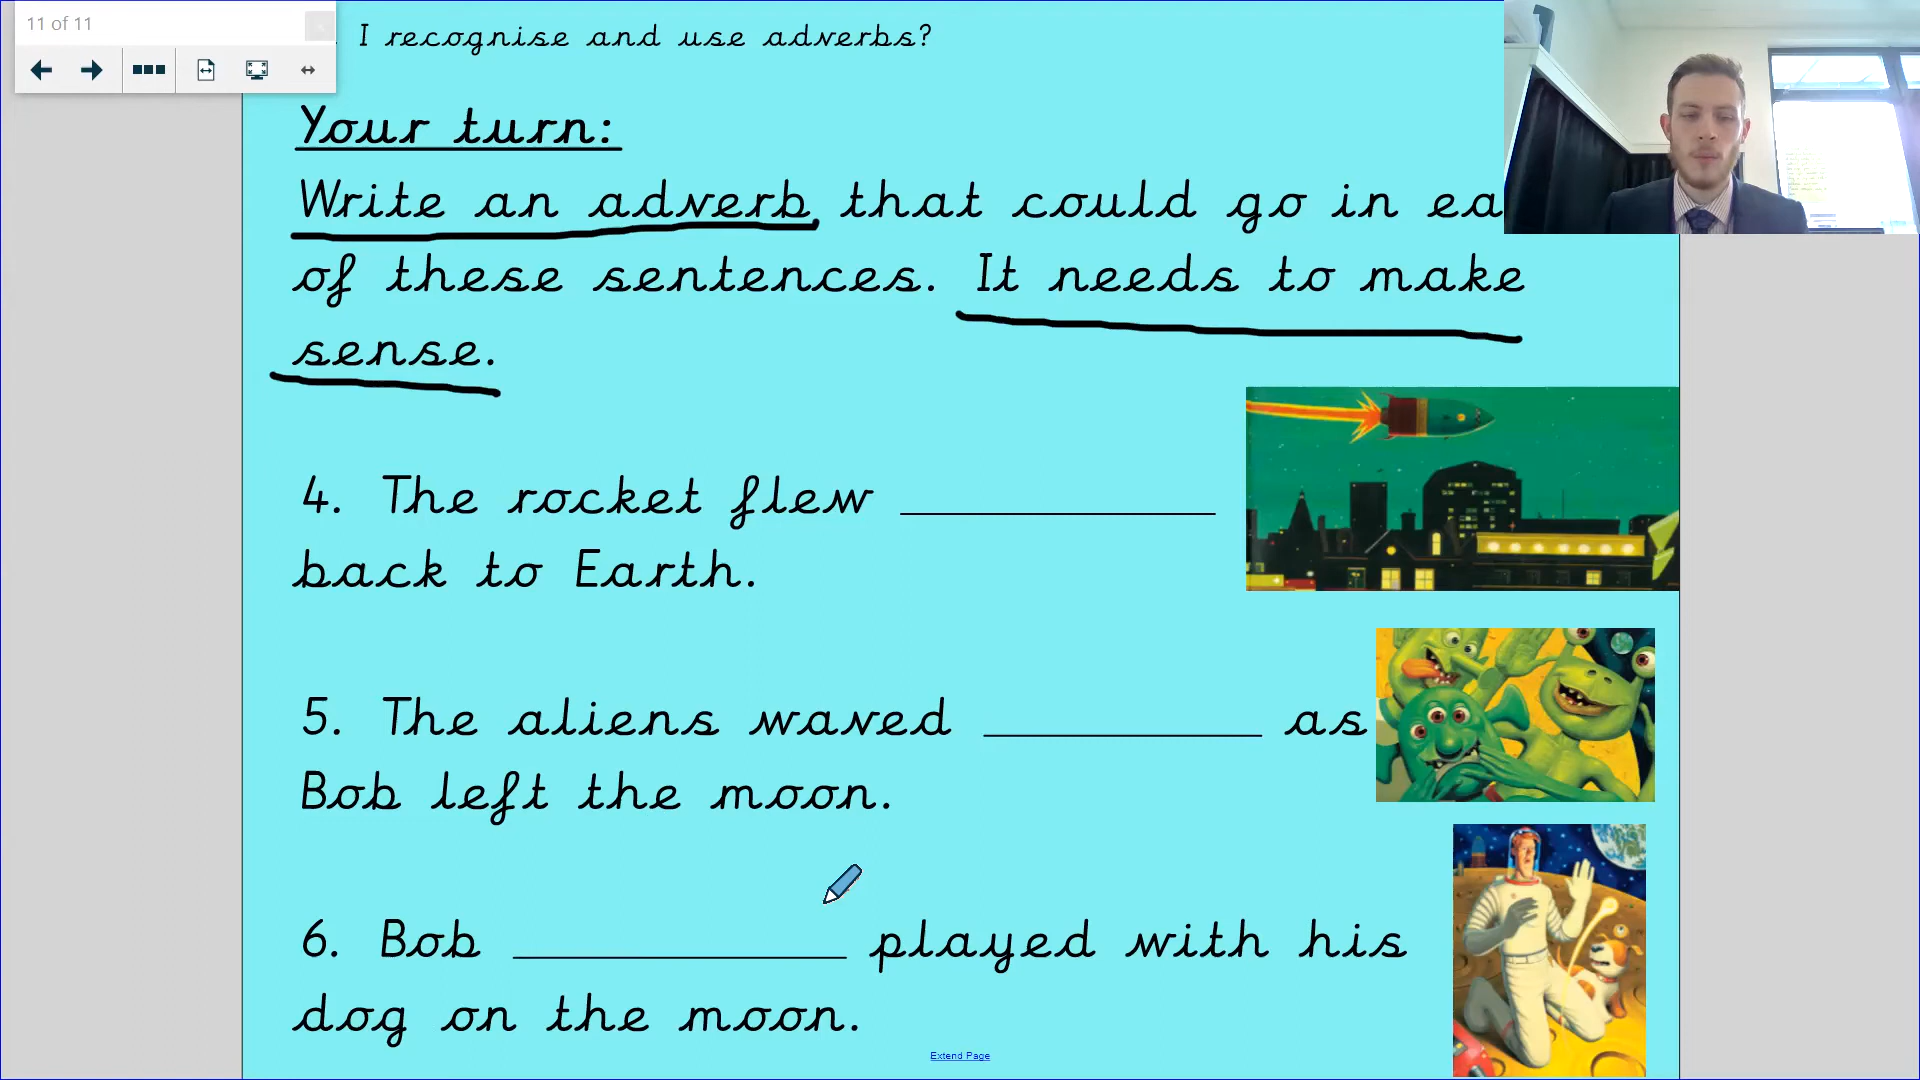 11 of 11
I recognise and use adverbs?
Your turn:
Write an adverb, that could go in ea
of these sentences. It needs to make
sense.
4. The rocket flew ____________
back to Earth.
5. The aliens waved ____________ as
Bob left the moon.
6. Bob ____________ played with his
dog on the moon.
Extend Page